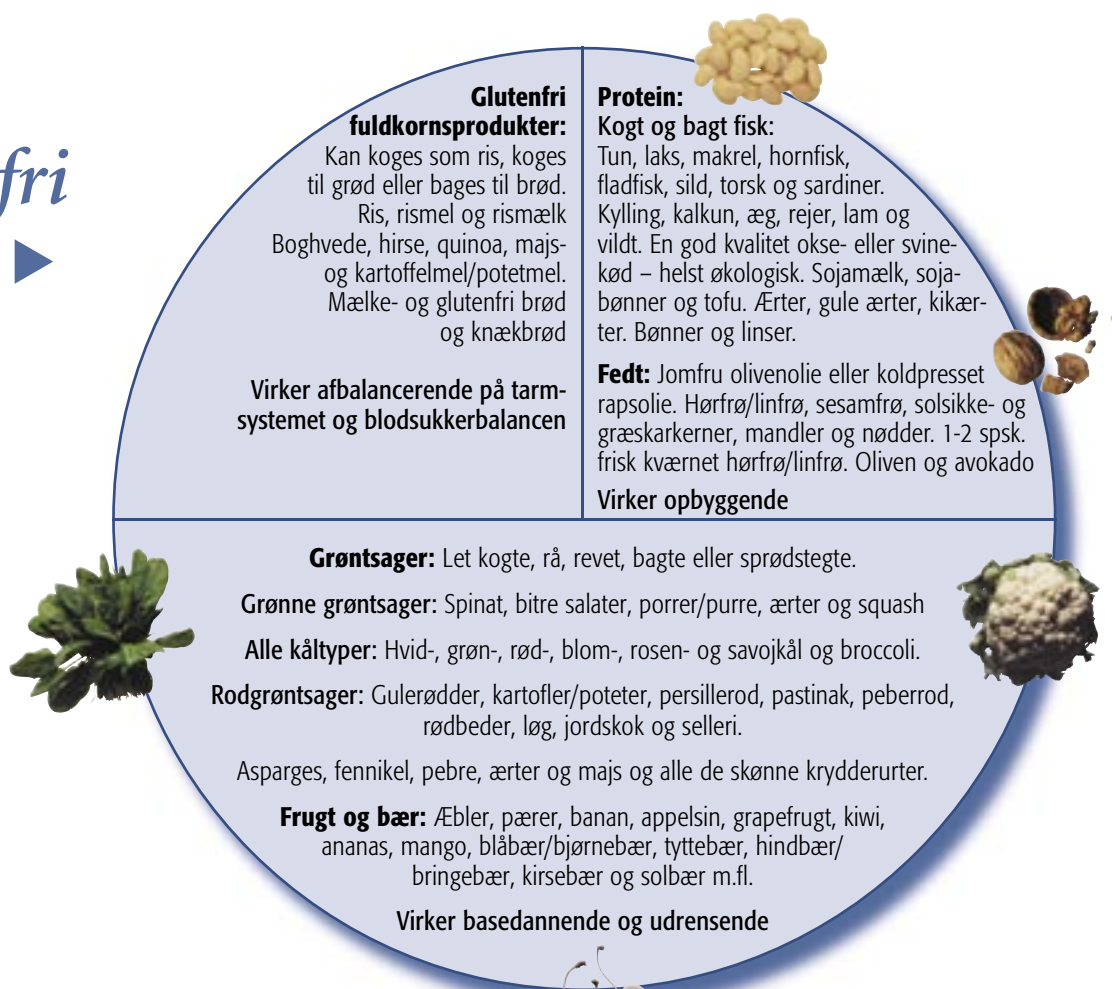 fri
Glutenfri
fuldkornsprodukter:
Kan koges som ris, koges
til grød eller bages til brød.
Ris, rismel og rismælk
Boghvede, hirse, quinoa, majs-
og kartoffelmel/potetmel.
Mælke- og glutenfri brød
og knækbrød
Virker afbalancerende på tarm-
systemet og blodsukkerbalancen
Protein:
Kogt og bagt fisk:
Tun, laks, makrel, hornfisk,
fladfisk, sild, torsk og sardiner.
Kylling, kalkun, æg, rejer, lam og
vildt. En god kvalitet okse- eller svine-
kød – helst økologisk. Sojamælk, soja-
bønner og tofu. Ærter, gule ærter, kikær-
ter. Bønner og linser.
Fedt: Jomfru olivenolie eller koldpresset
rapsolie. Hørfrø/linfrø, sesamfrø, solsikke- og
græskarkerner, mandler og nødder. 1-2 spsk.
frisk kværnet hørfrø/linfrø. Oliven og avokado
Virker opbyggende
Grøntsager: Let kogte, rå, revet, bagte eller sprødstegte.
Grønne grøntsager: Spinat, bitre salater, porrer/purre, ærter og squash
Alle kåltyper: Hvid-, grøn-, rød-, blom-, rosen- og savojkål og broccoli.
Rodgrøntsager: Gulerødder, kartofler/poteter, persillerod, pastinak, peberrod,
rødbeder, løg, jordskok og selleri.
Asparges, fennikel, pebre, ærter og majs og alle de skønne krydderurter.
Frugt og bær: Æbler, pærer, banan, appelsin, grapefrugt, kiwi,
ananas, mango, blåbær/bjørnebær, tyttebær, hindbær/
bringebær, kirsebær og solbær m.fl.
Virker basedannende og udrensende